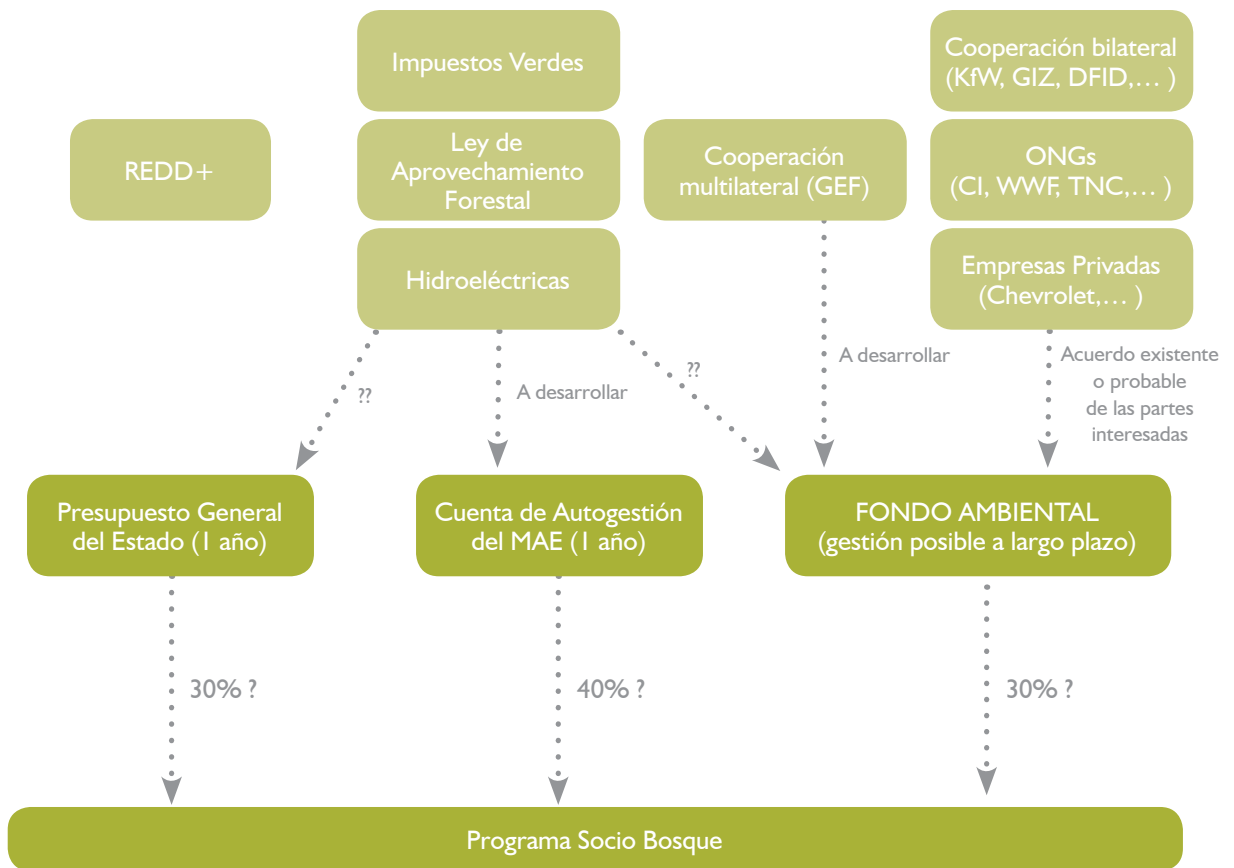 Impuestos Verdes
Cooperación bilateral
(KfW, GIZ, DFID,… )
REDD+
Ley de
Aprovechamiento
Forestal
Cooperación
multilateral (GEF)
ONGs
(CI, WWF, TNC,… )
Hidroeléctricas
Empresas Privadas
(Chevrolet,… )
??
A desarrollar
??
A desarrollar
Acuerdo existente
o probable
de las partes
interesadas
Presupuesto General
del Estado (1 año)
Cuenta de Autogestión
del MAE (1 año)
FONDO AMBIENTAL
(gestión posible a largo plazo)
30% ?
40% ?
30% ?
Programa Socio Bosque